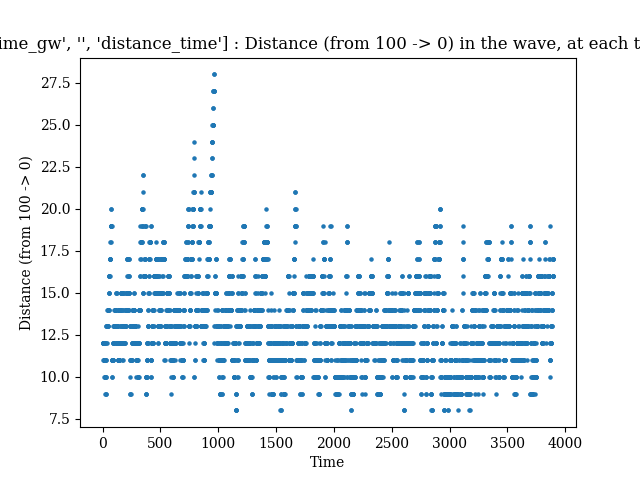 ime_gw', '', 'distance_time'] : Distance (from 100 -> 0) in the wave, at each t
27.5
25.0
22.5
20.0
17.5
15.0
12.5
10.0
7.5
Distance (from 100 -> 0)
0 500 1000 1500 2000 2500 3000 3500 4000
Time